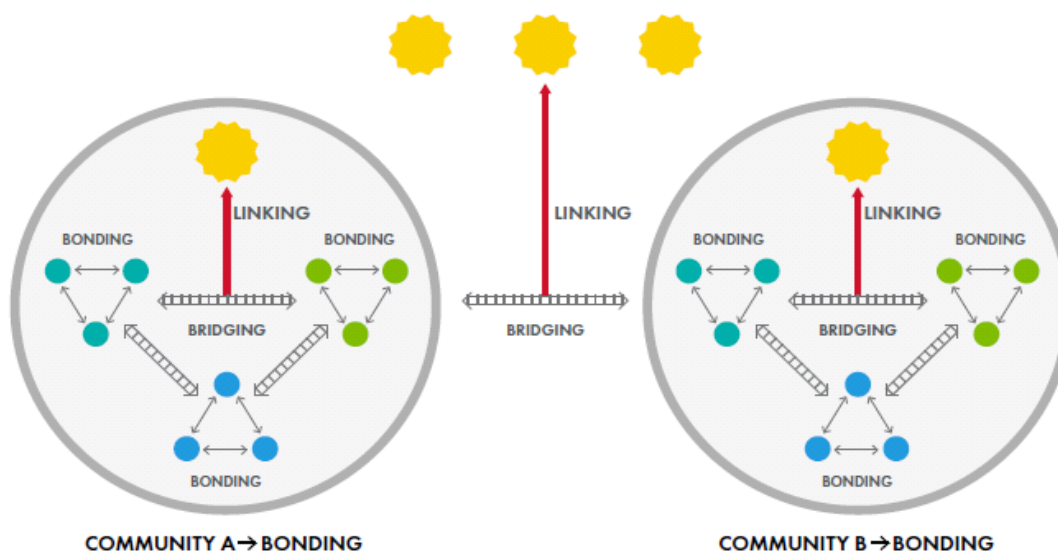 LINKING
LINKING
LINKING
BONDING
BONDING
BONDING
BONDING
BRIDGING
BRIDGING
BRIDGING
BONDING
BONDING
COMMUNITY A→BONDING
COMMUNITY B→BONDING